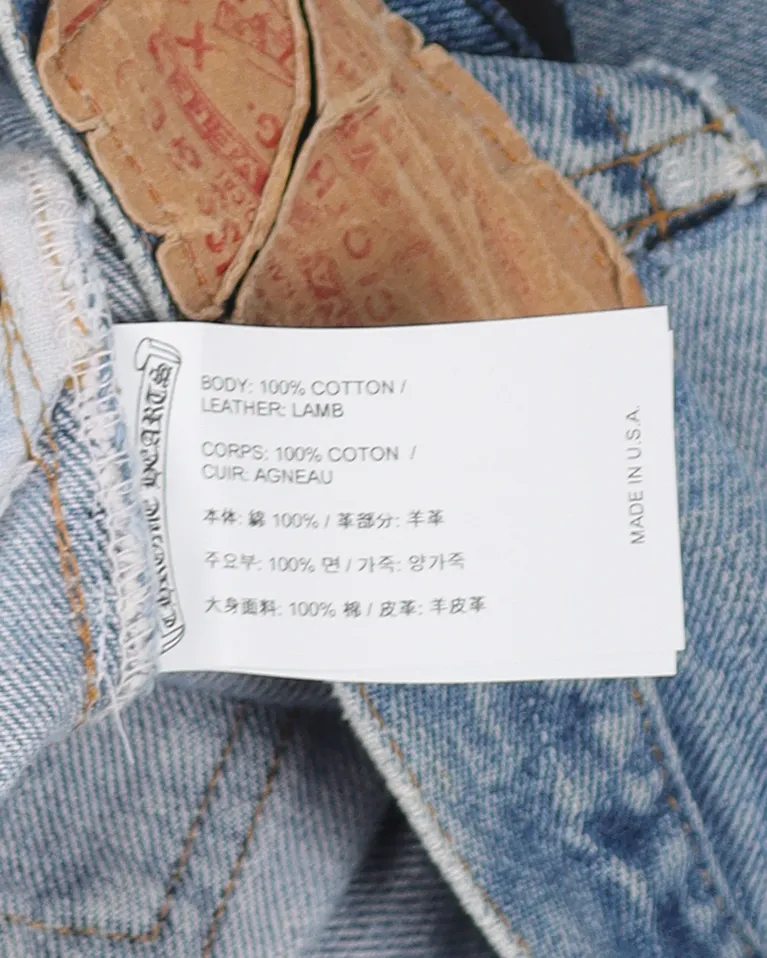 CHROME HEARTS
BODY: 100% COTTON /
LEATHER: LAMB
CORPS: 100% COTON /
CUIR: AGNEAU
本体: 綿 100% / 革部分: 羊革
주요부: 100% 면 / 가죽: 양가죽
大身面料: 100% 棉 / 皮革: 羊皮革
MADE IN U.S.A.